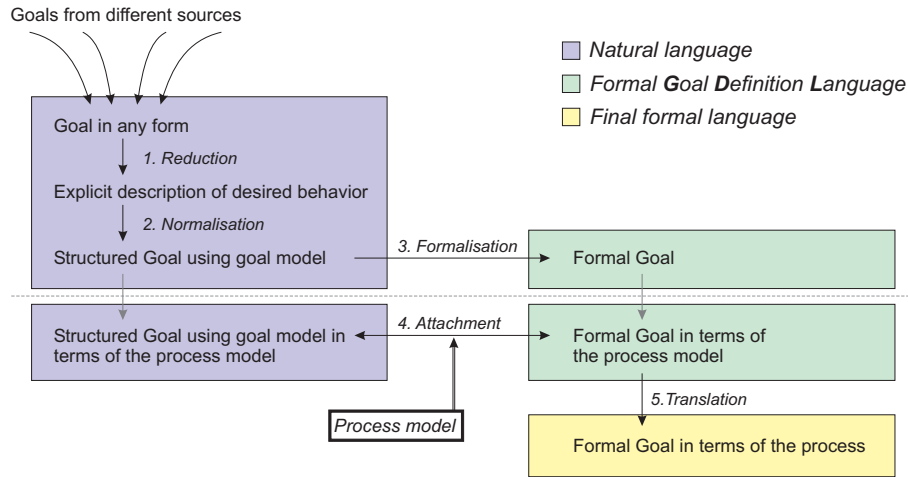 Goals from different sources
Natural language
Formal Goal Definition Language
Final formal language
Goal in any form
1. Reduction
Explicit description of desired behavior
2. Normalisation
Structured Goal using goal model
3. Formalisation
Formal Goal
Structured Goal using goal model in
terms of the process model
4. Attachment
Formal Goal in terms of
the process model
Process model
5.Translation
Formal Goal in terms of the process